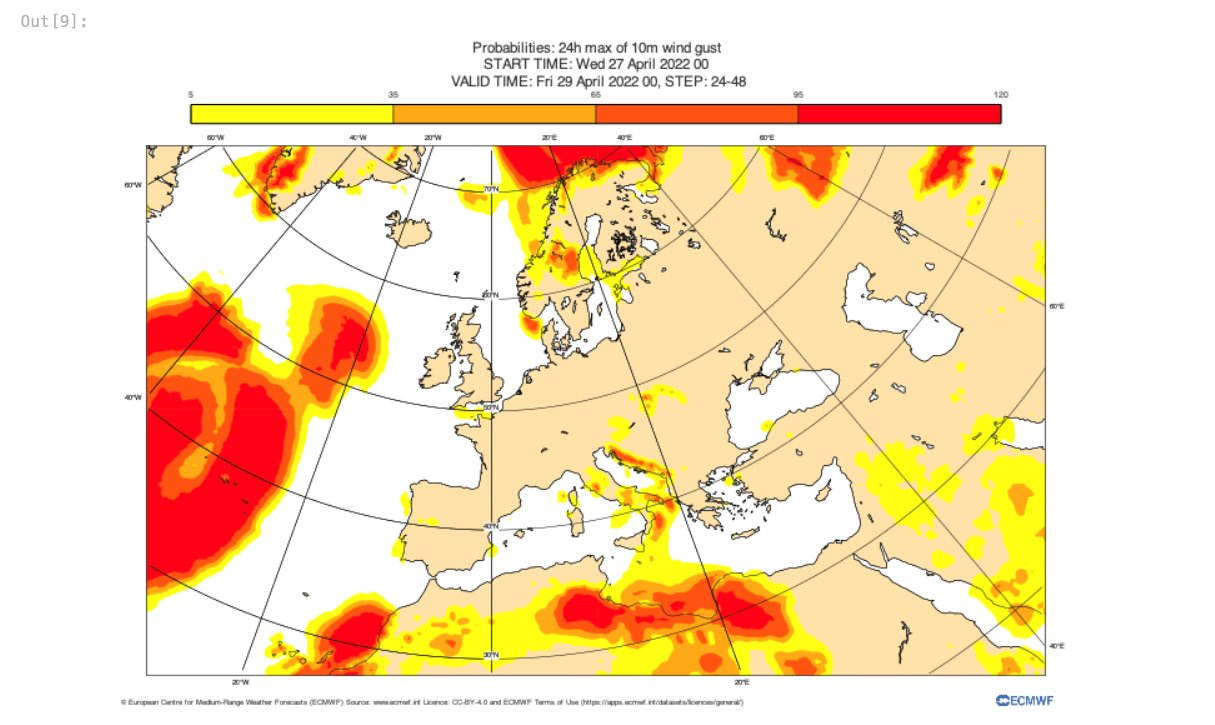 Out[9]:
Probabilities: 24h max of 10m wind gust
START TIME: Wed 27 April 2022 00
VALID TIME: Fri 29 April 2022 00, STEP: 24-48
5 35 65 95 120
60°W 40°W 20°W 20°E 40°E 60°E
60°W
70°N
60°N
60°E
40°W
50°N
40°N
30°N
40°E
20°W 20°E
© European Centre for Medium-Range Weather Forecasts (ECMWF) Source: www.ecmwf.int Licence: CC-BY-4.0 and ECMWF Terms of Use (https://apps.ecmwf.int/datasets/licences/general/)
ECMWF